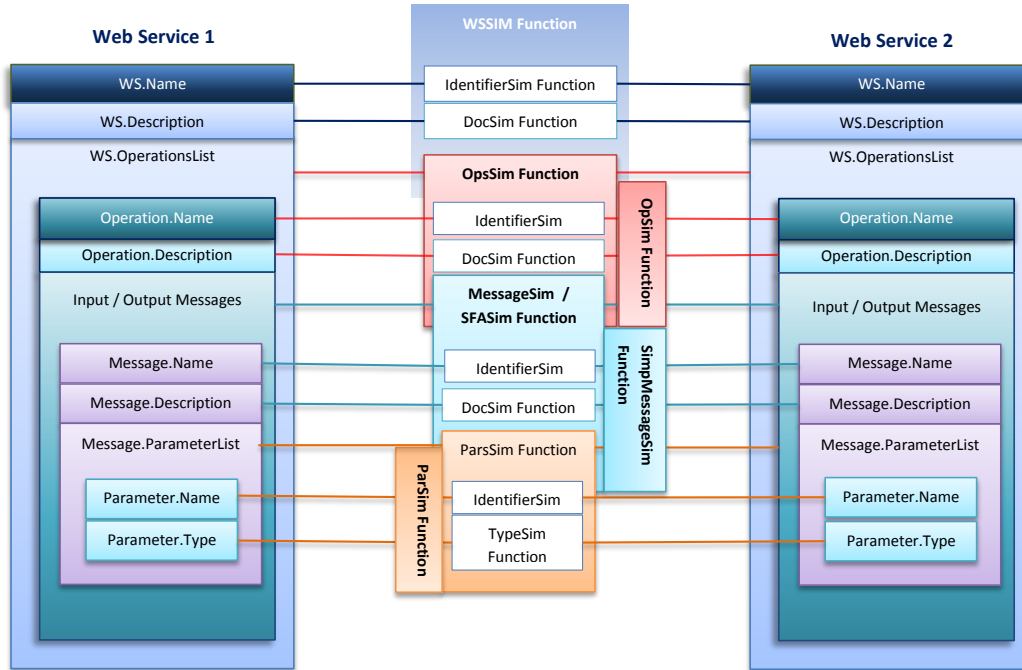 WSSIM Function
Web Service 1
Web Service 2
WS.Name
IdentifierSim Function
WS.Name
WS.Description
DocSim Function
WS.Description
WS.OperationsList
WS.OperationsList
OpsSim Function
OpSim Function
Operation.Name
IdentifierSim
Operation.Name
Operation.Description
DocSim Function
Operation.Description
Input / Output Messages
MessageSim /
SFASim Function
Input / Output Messages
SimpMessageSim
Function
Message.Name
IdentifierSim
Message.Name
Message.Description
DocSim Function
Message.Description
Message.ParameterList
ParsSim Function
Message.ParameterList
ParSim Function
Parameter.Name
IdentifierSim
Parameter.Name
Parameter.Type
TypeSim
Function
Parameter.Type